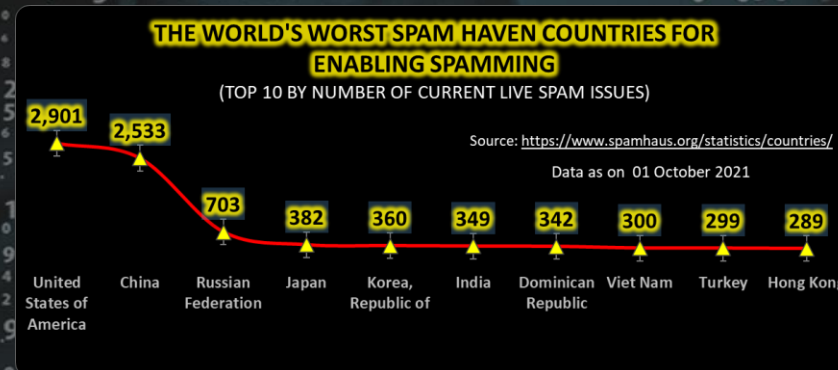 THE WORLD'S WORST SPAM HAVEN COUNTRIES FOR
ENABLING SPAMMING
(TOP 10 BY NUMBER OF CURRENT LIVE SPAM ISSUES)
Source: https://www.spamhaus.org/statistics/countries/
Data as on 01 October 2021
2,901
2,533
703
382
360
349
342
300
299
289
United
States of
America
China
Russian
Federation
Japan
Korea,
Republic of
India
Dominican
Republic
Viet Nam
Turkey